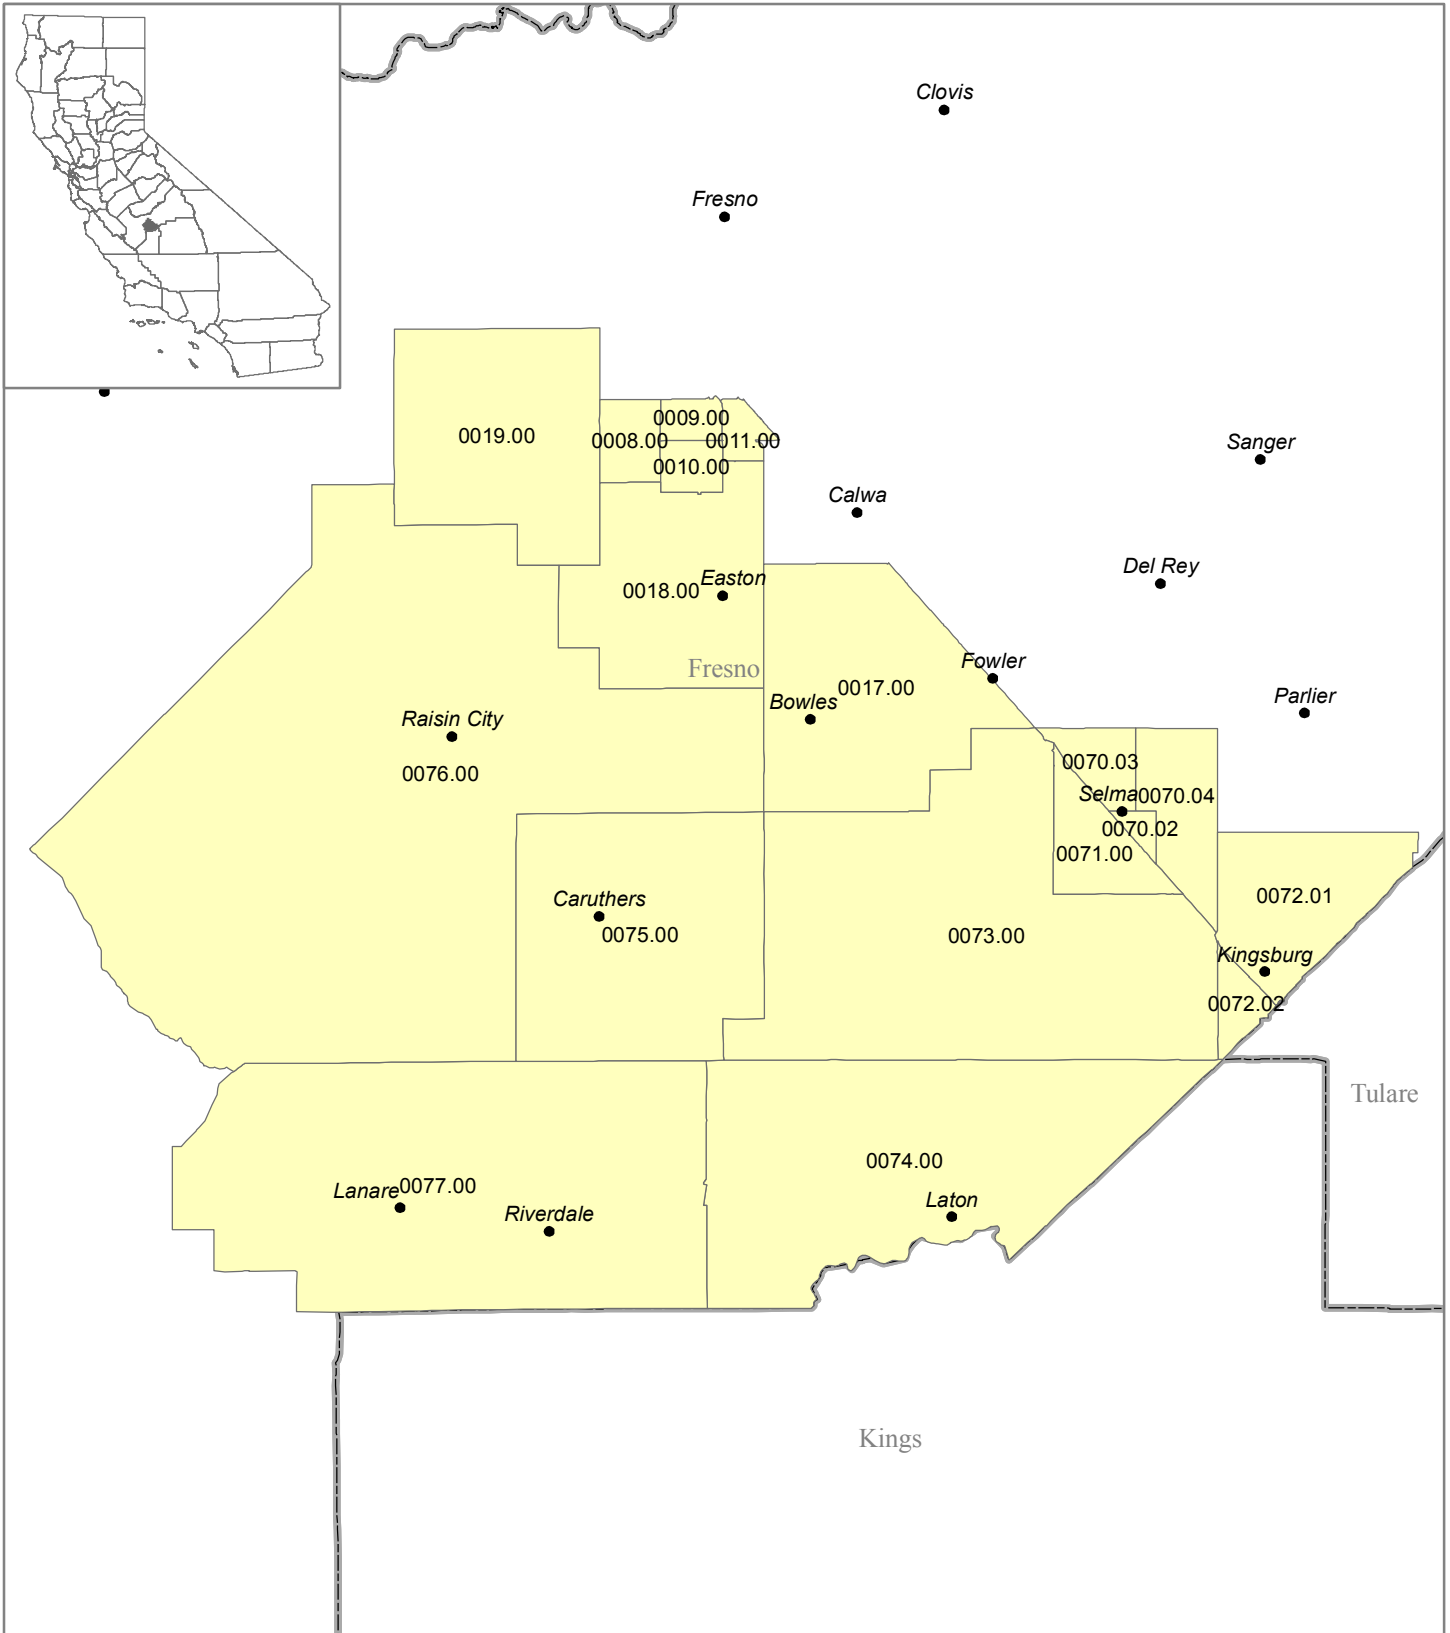 Clovis
Fresno
0009.00
0019.00
0008.00
0011.00
Sanger
0010.00
Calwa
Del Rey
Easton
0018.00
Fowler
Fresno
0017.00
Parlier
Bowles
Raisin City
0070.03
0076.00
Selma
0070.04
0070.02
0071.00
0072.01
Caruthers
0075.00
0073.00
Kingsburg
0072.02
Tulare
0074.00
Lanare
0077.00
Laton
Riverdale
Kings